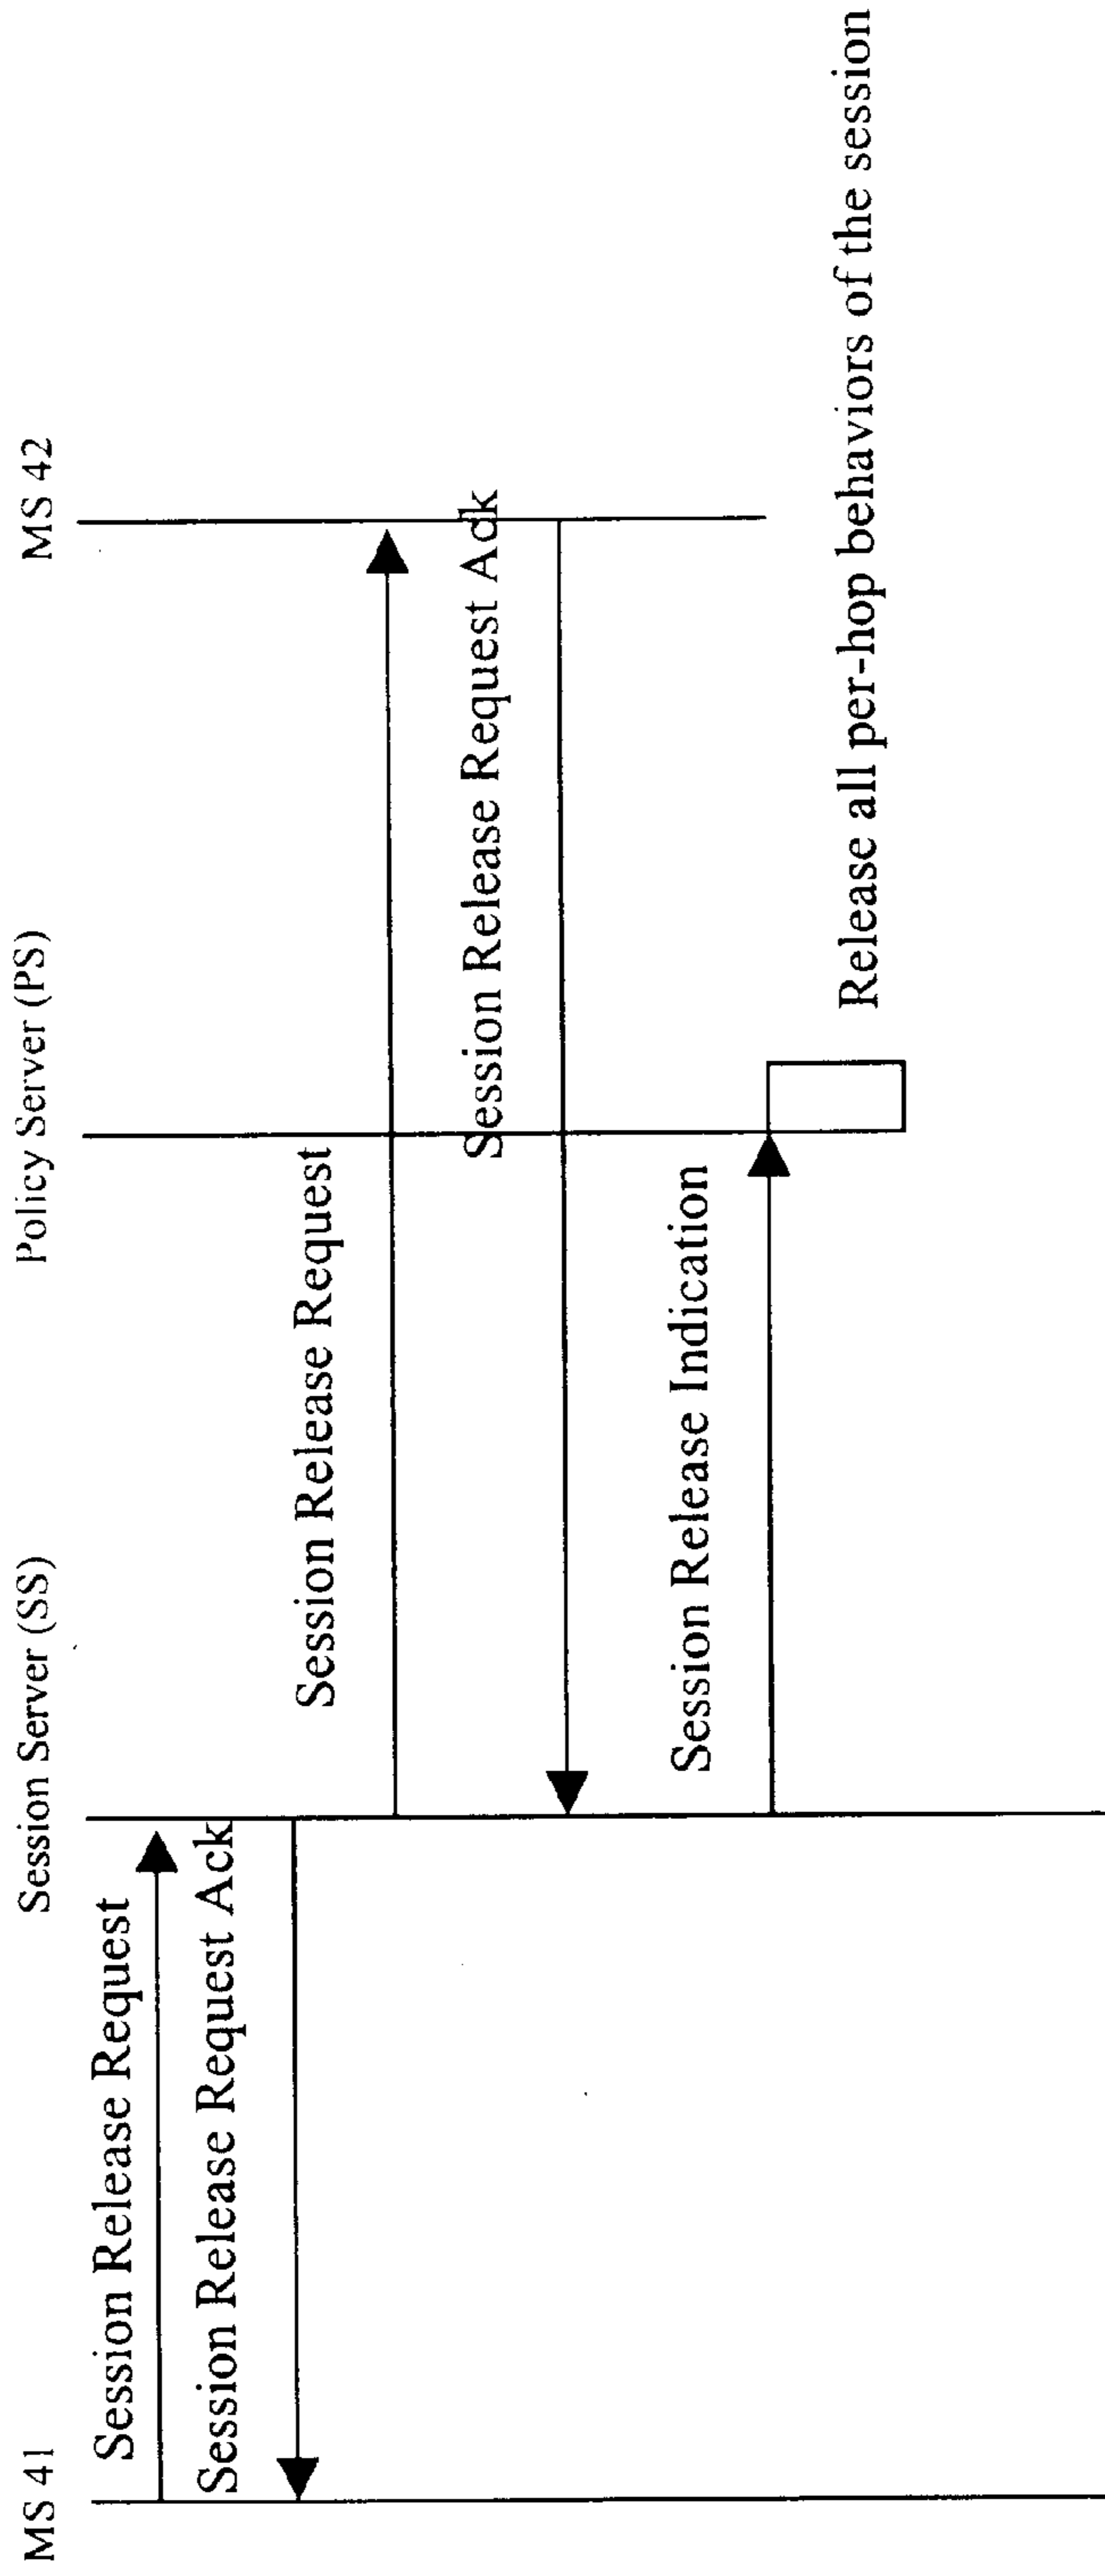 MS 41
Session Server (SS)
Policy Server (PS)
MS 42
Session Release Request
Session Release Request Ack
Session Release Request
Session Release Request Ack
Session Release Indication
Release all per-hop behaviors of the session